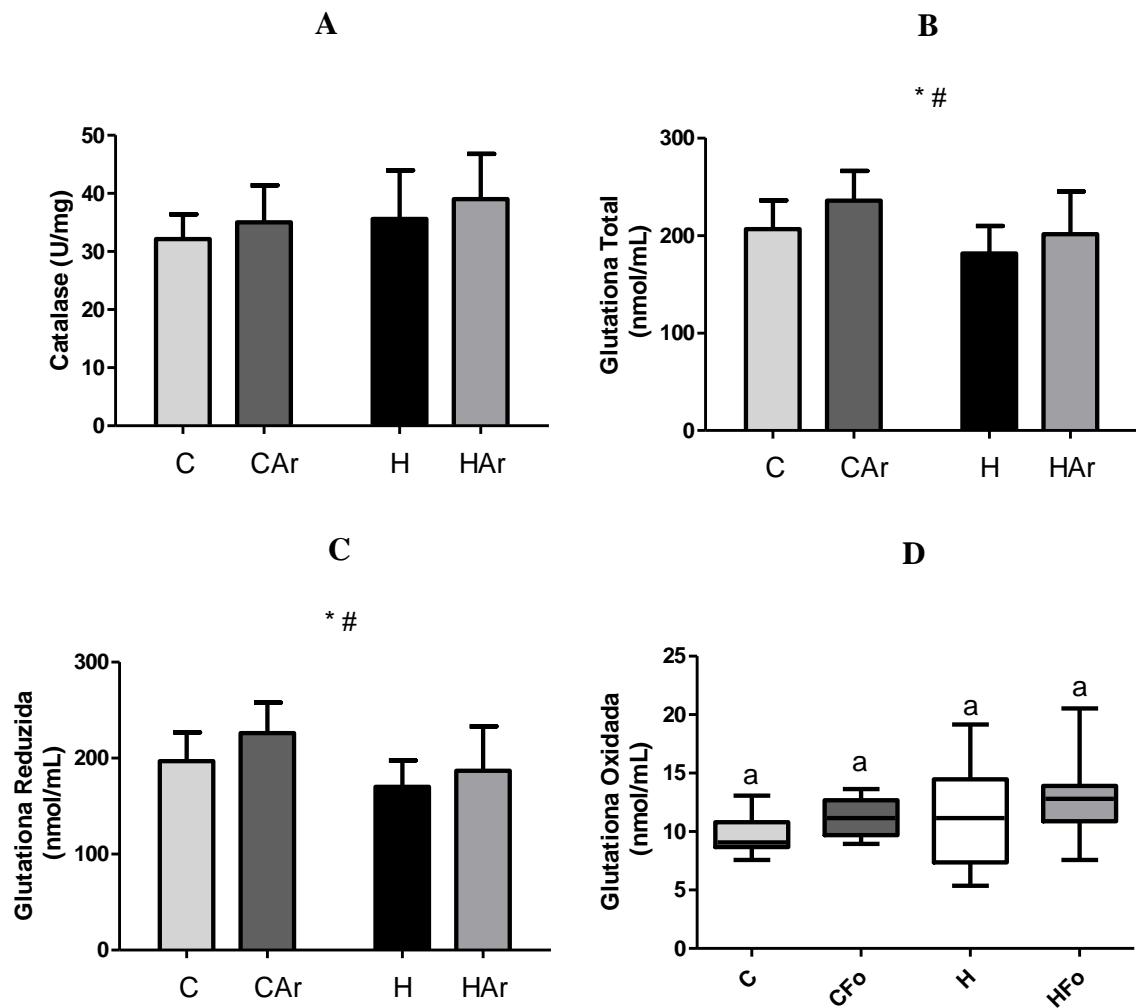 A
Catalase (U/mg)
50
40
30
20
10
0
C CAr H HAr
B
* #
Glutationa Total
(nmol/mL)
300
200
100
0
C CAr H HAr
C
* #
Glutationa Reduzida
(nmol/mL)
300
200
100
0
C CAr H HAr
D
Glutationa Oxidada
(nmol/mL)
25
20
15
10
5
0
a a a a
C CFo H HFo